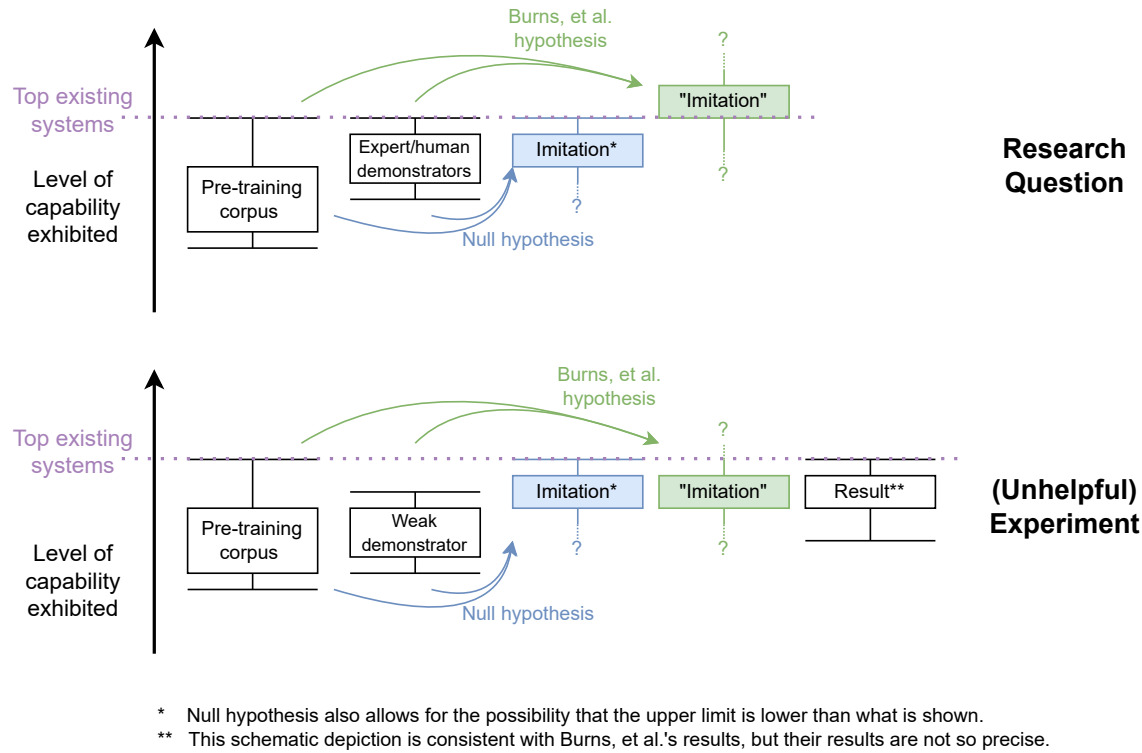 Burns, et al.
hypothesis
?
Top existing
systems
"Imitation"
Expert/human
demonstrators
Imitation*
Research
Question
Level of
capability
exhibited
Pre-training
corpus
?
?
Null hypothesis
Burns, et al.
hypothesis
?
Top existing
systems
Imitation*
"Imitation"
Result**
(Unhelpful)
Experiment
Pre-training
corpus
Weak
demonstrator
Level of
capability
exhibited
?
?
Null hypothesis
* Null hypothesis also allows for the possibility that the upper limit is lower than what is shown.
** This schematic depiction is consistent with Burns, et al.'s results, but their results are not so precise.